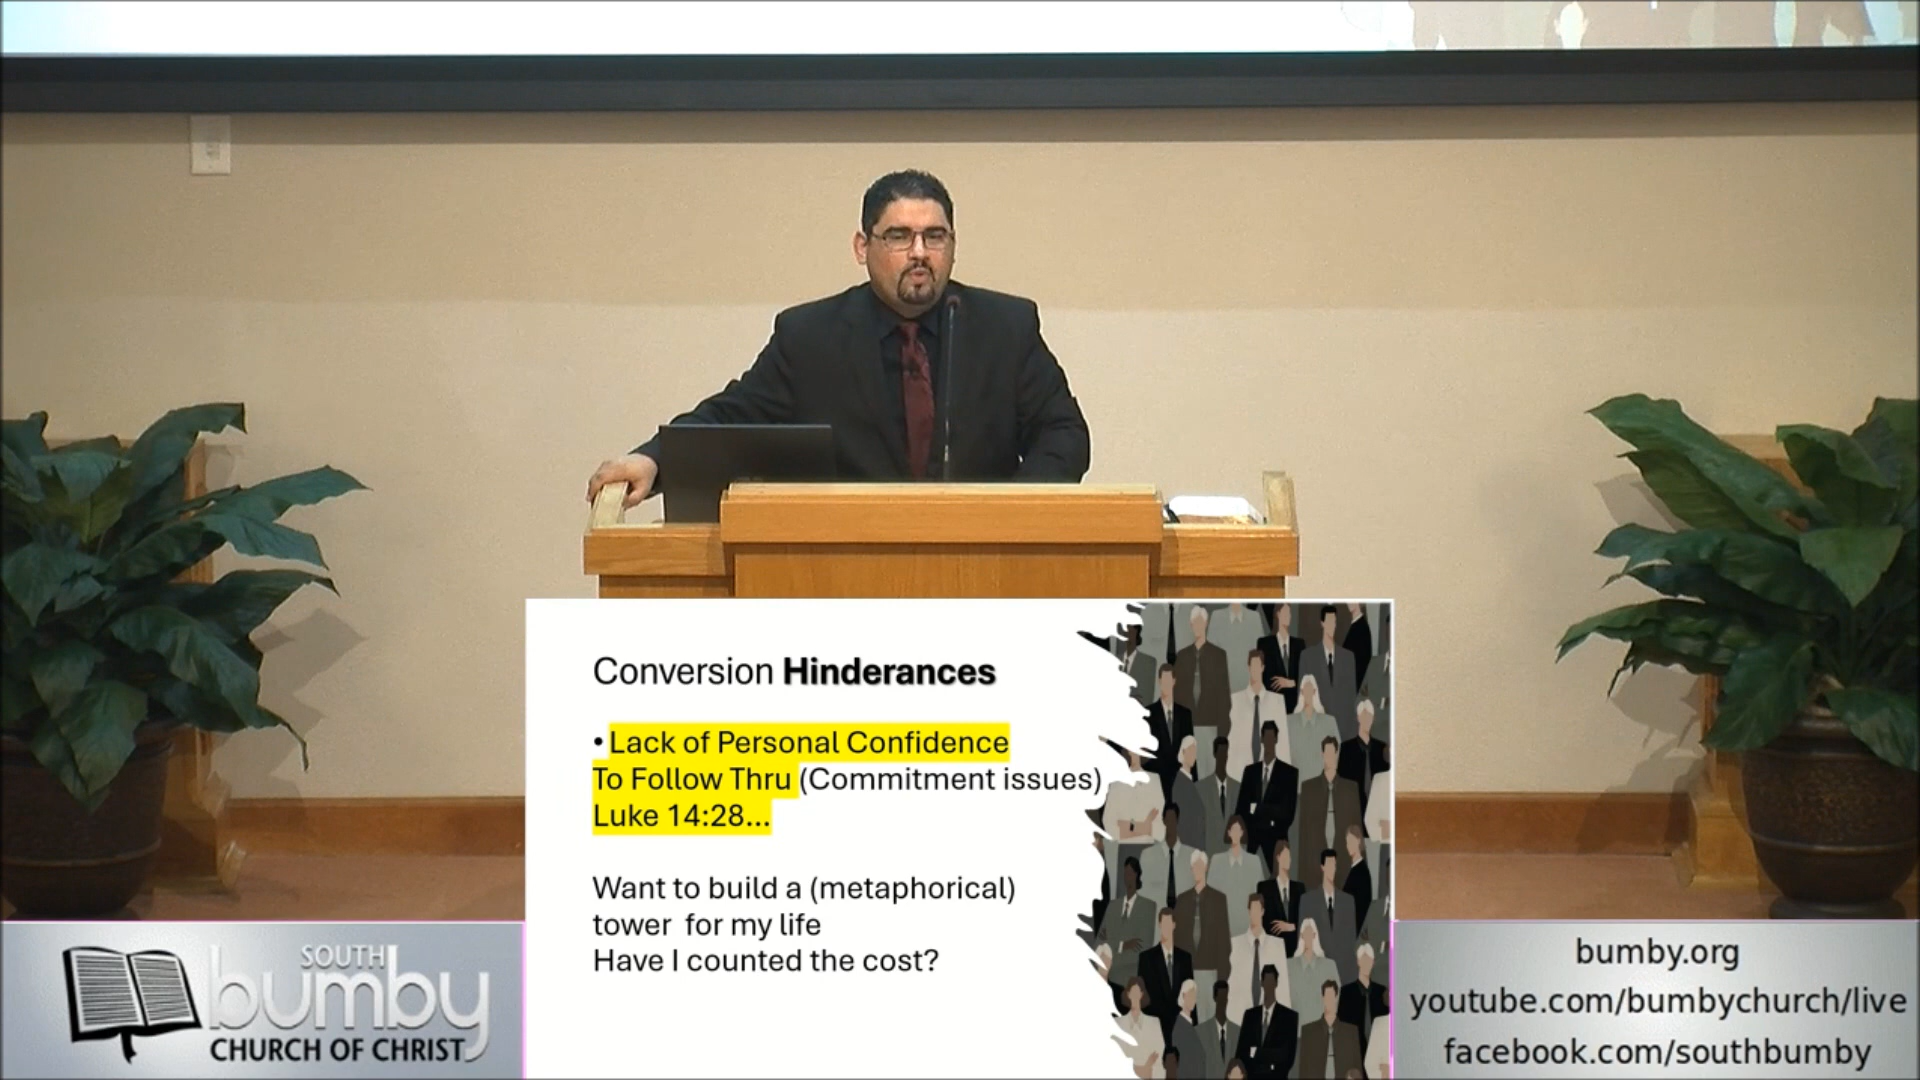 Conversion Hinderances
• Lack of Personal Confidence
To Follow Thru (Commitment issues)
Luke 14:28...
Want to build a (metaphorical)
tower for my life
Have I counted the cost?
SOUTH
bumby
CHURCH OF CHRIST
bumby.org
youtube.com/bumbychurch/live
facebook.com/southbumby